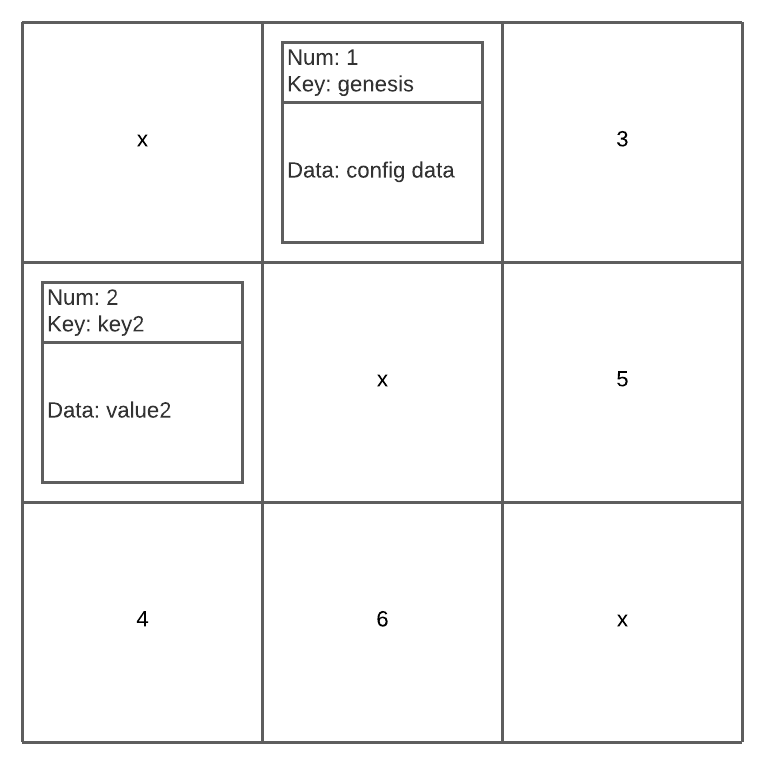 x
Num: 1
Key: genesis
Data: config data
3
Num: 2
Key: key2
Data: value2
x
5
4
6
x